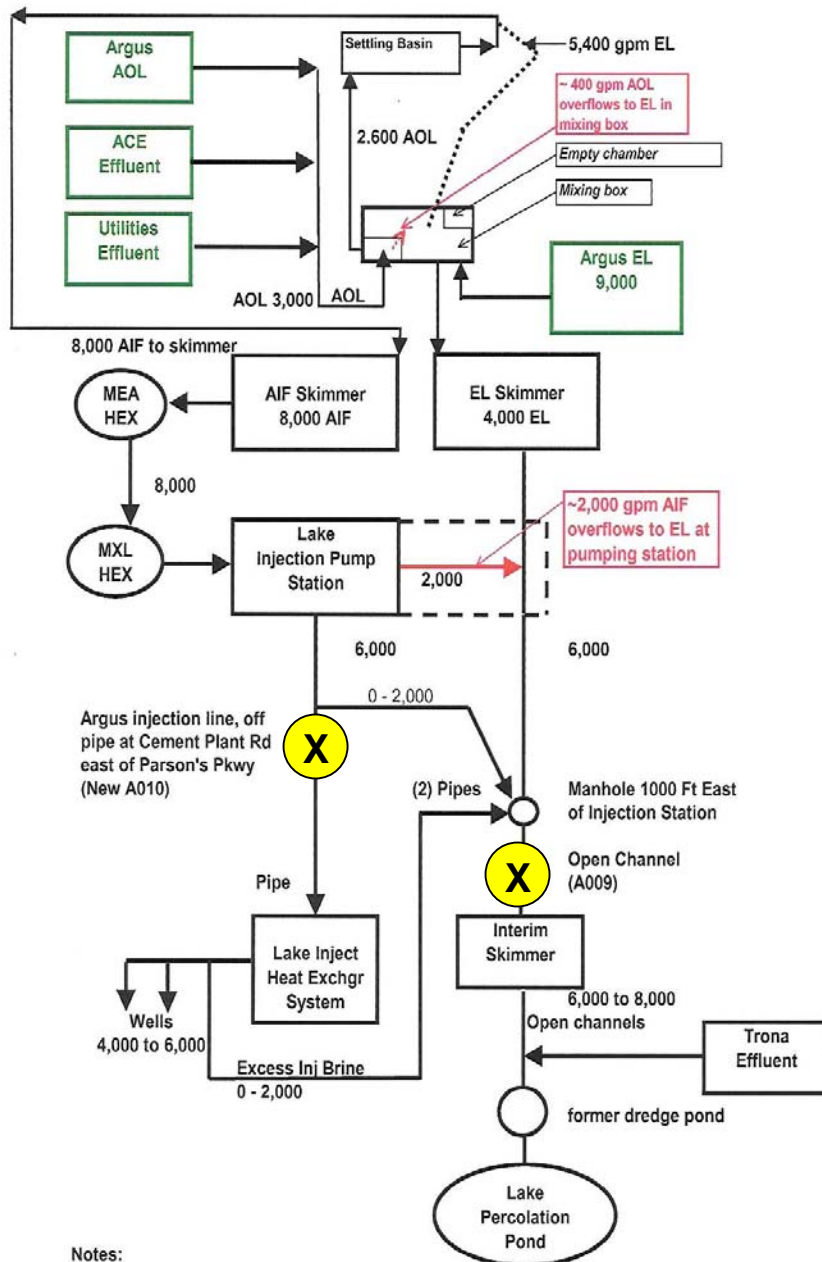 Argus
AOL
Settling Basin
5,400 gpm EL
~ 400 gpm AOL
overflows to EL in
mixing box
2.600 AOL
ACE
Effluent
Empty chamber
Mixing box
Utilities
Effluent
Argus EL
9,000
AOL 3,000
AOL
8,000 AIF to skimmer
MEA
HEX
AIF Skimmer
8,000 AIF
EL Skimmer
4,000 EL
8,000
~2,000 gpm AIF
overflows to EL at
pumping station
MXL
HEX
Lake
Injection Pump
Station
2,000
6,000
6,000
0 - 2,000
Argus injection line, off
pipe at Cement Plant Rd
east of Parson's Pkwy
(New A010)
X
(2) Pipes
Manhole 1000 Ft East
of Injection Station
X
Open Channel
(A009)
Pipe
Interim
Skimmer
Lake Inject
Heat Exchgr
System
6,000 to 8,000
Open channels
Wells
4,000 to 6,000
Trona
Effluent
Excess Inj Brine
0 - 2,000
former dredge pond
Lake
Percolation
Pond
Notes: